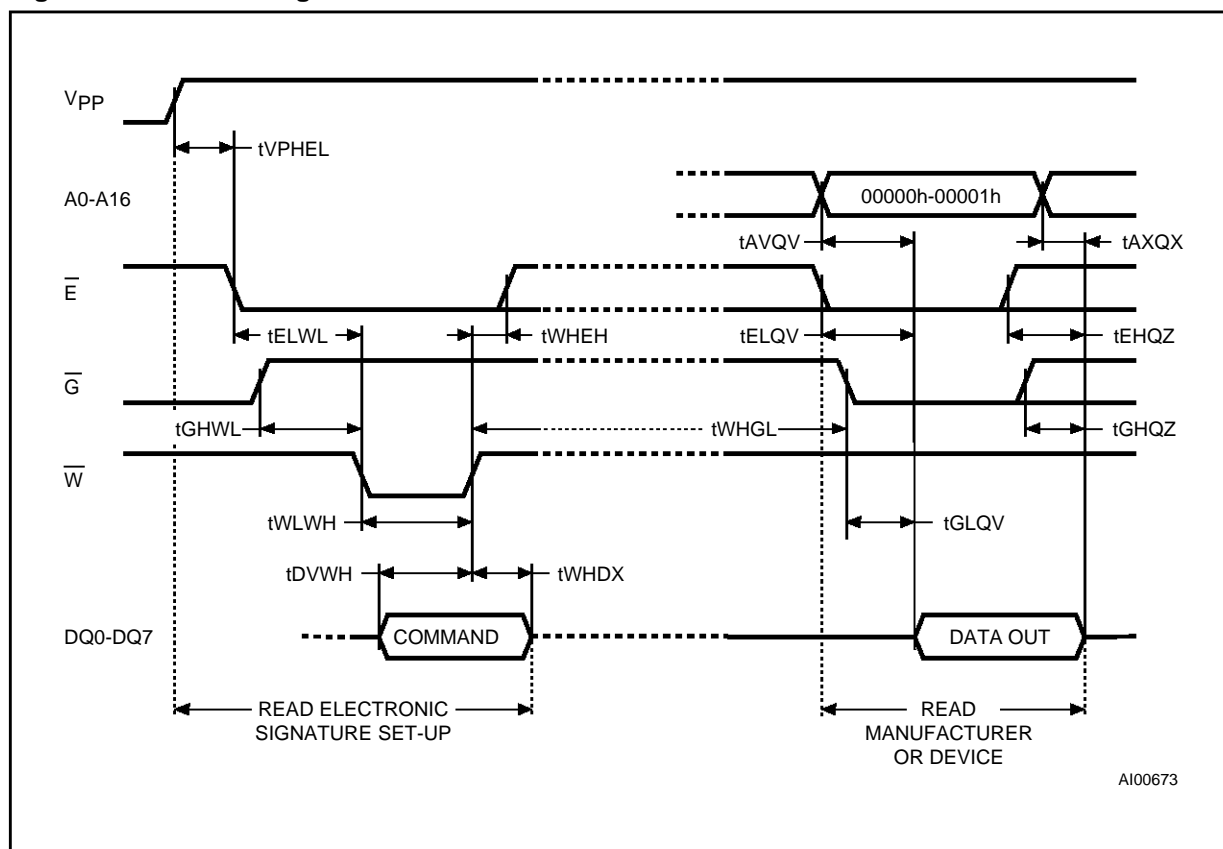 VPP
tVPHEL
A0-A16
00000h-00001h
tAVQV
tAXQX
E
tELWL
tWHEH
tELQV
tEHQZ
G
tGHWL
tWHGL
tGHQZ
W
tWLWH
tGLQV
tDVWH
tWHDX
DQ0-DQ7
COMMAND
DATA OUT
READ ELECTRONIC
SIGNATURE SET-UP
READ
MANUFACTURER
OR DEVICE
AI00673